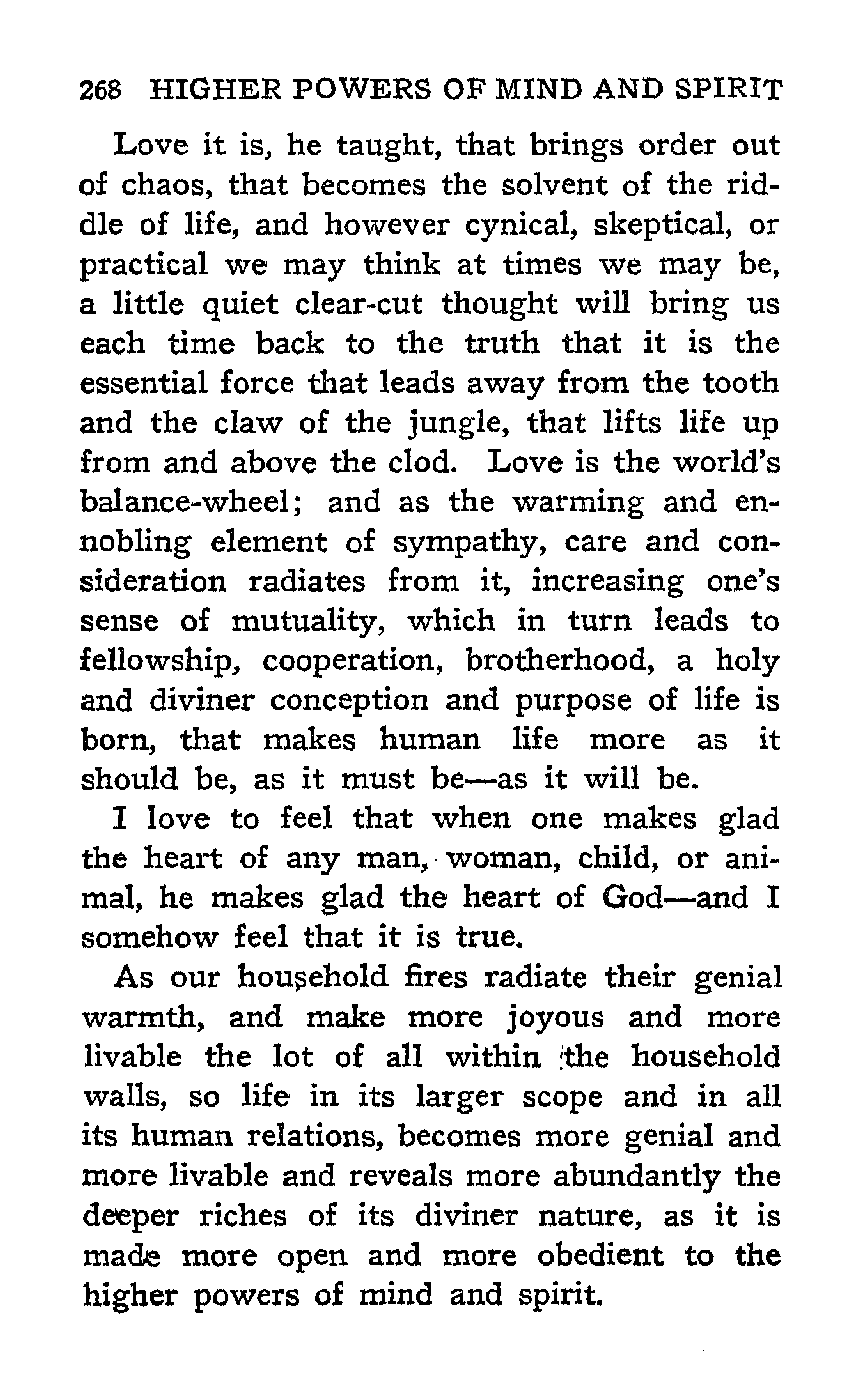 268 HIGHER POWERS OF MIND AND SPIRIT
Love it is, he taught, that brings order out
of chaos, that becomes the solvent of the rid-
dle of life, and however cynical, skeptical, or
practical we may think at times we may be,
a little quiet clear-cut thought will bring us
each time back to the truth that it is the
essential force that leads away from the tooth
and the claw of the jungle, that lifts life up
from and above the clod. Love is the world's
balance-wheel; and as the warming and en-
nobling element of sympathy, care and con-
sideration radiates from it, increasing one's
sense of mutuality, which in turn leads to
fellowship, cooperation, brotherhood, a holy
and diviner conception and purpose of life is
born, that makes human life more as it
should be, as it must be—as it will be.
I love to feel that when one makes glad
the heart of any man, woman, child, or ani-
mal, he makes glad the heart of God—and I
somehow feel that it is true.
As our household fires radiate their genial
warmth, and make more joyous and more
livable the lot of all within the household
walls, so life in its larger scope and in all
its human relations, becomes more genial and
more livable and reveals more abundantly the
deeper riches of its diviner nature, as it is
made more open and more obedient to the
higher powers of mind and spirit.